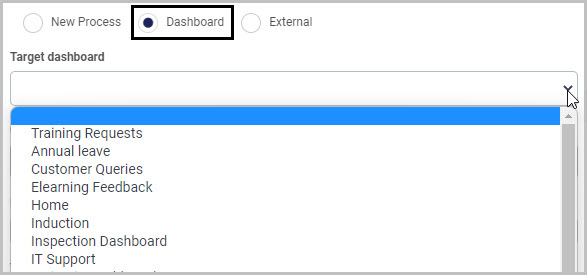 New Process Dashboard External
Target dashboard
Training Requests
Annual leave
Customer Queries
Elearning Feedback
Home
Induction
Inspection Dashboard
IT Support